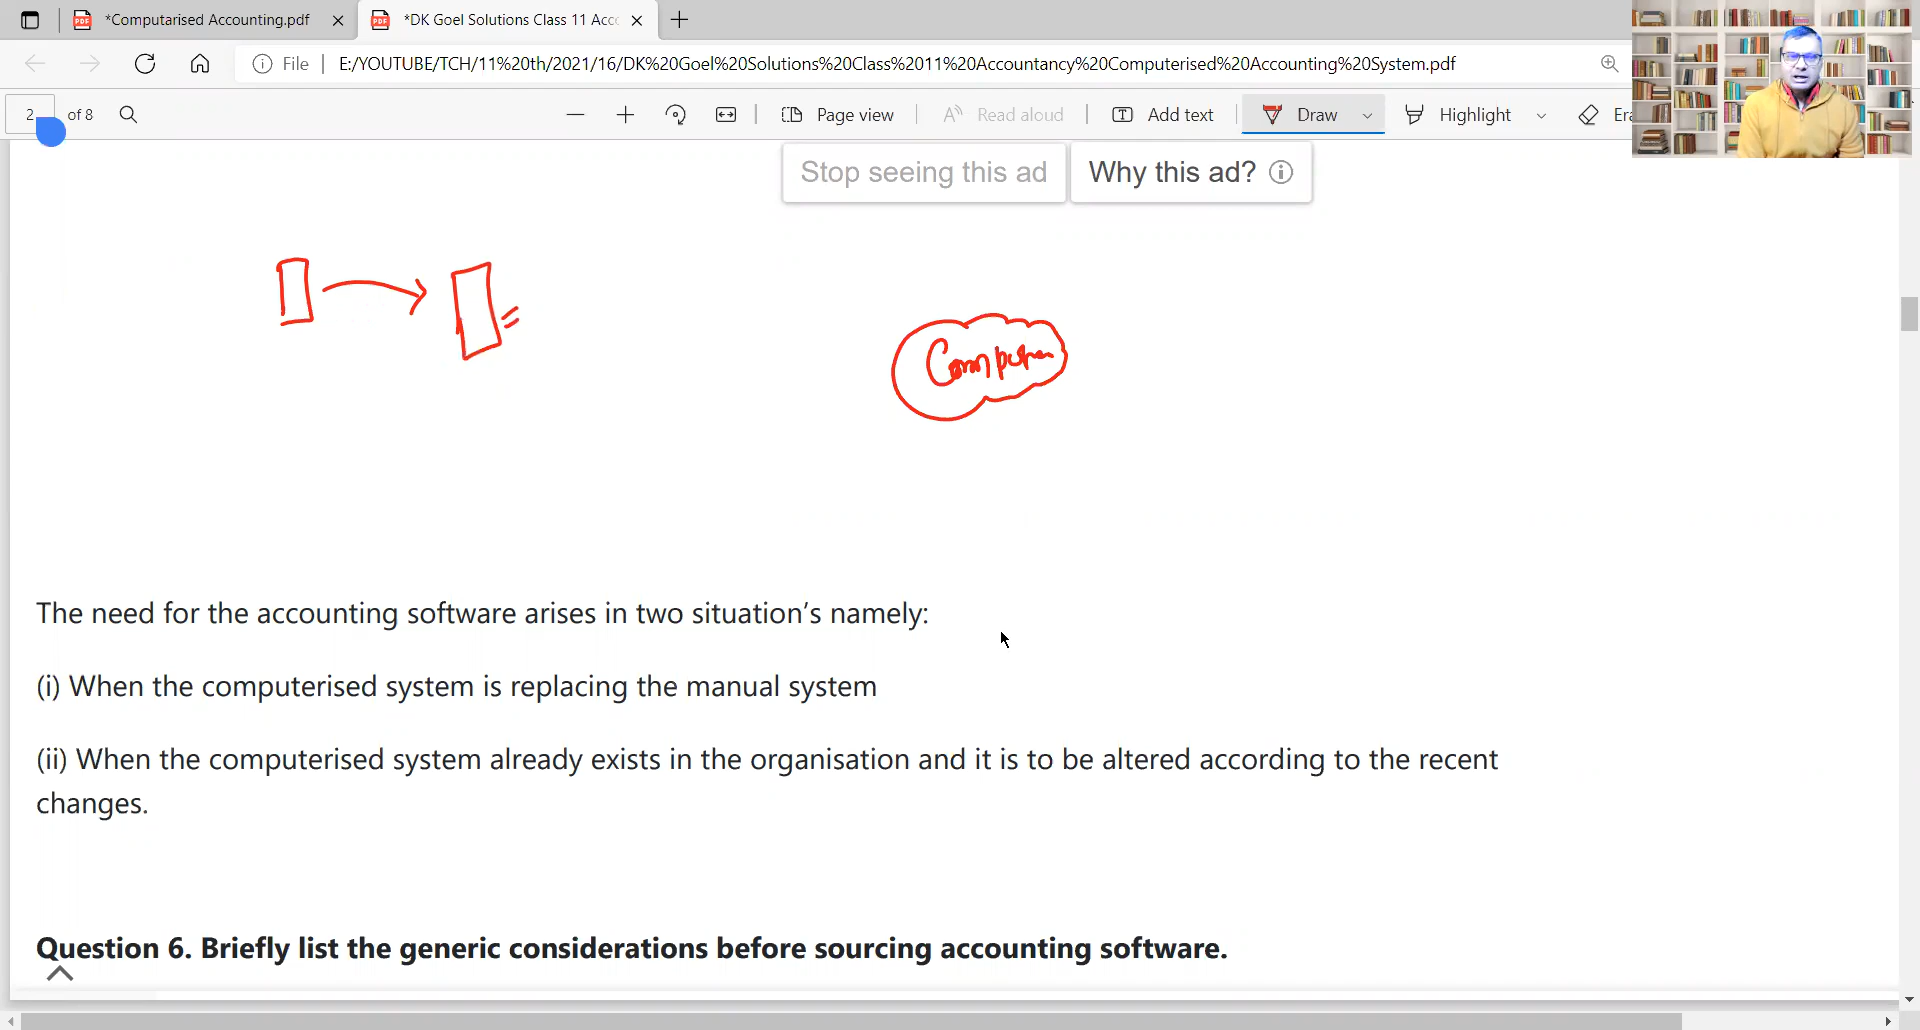 *Computarised Accounting.pdf
*DK Goel Solutions Class 11 Acc
File
E:/YOUTUBE/TCH/11%20th/2021/16/DK%20Goel%20Solutions%20Class%2011%20Accountancy%20Computerised%20Accounting%20System.pdf
2 of 8
Page view
Read aloud
Add text
Draw
Highlight
Era
Stop seeing this ad
Why this ad?
The need for the accounting software arises in two situation’s namely:
(i) When the computerised system is replacing the manual system
(ii) When the computerised system already exists in the organisation and it is to be altered according to the recent
changes.
Question 6. Briefly list the generic considerations before sourcing accounting software.